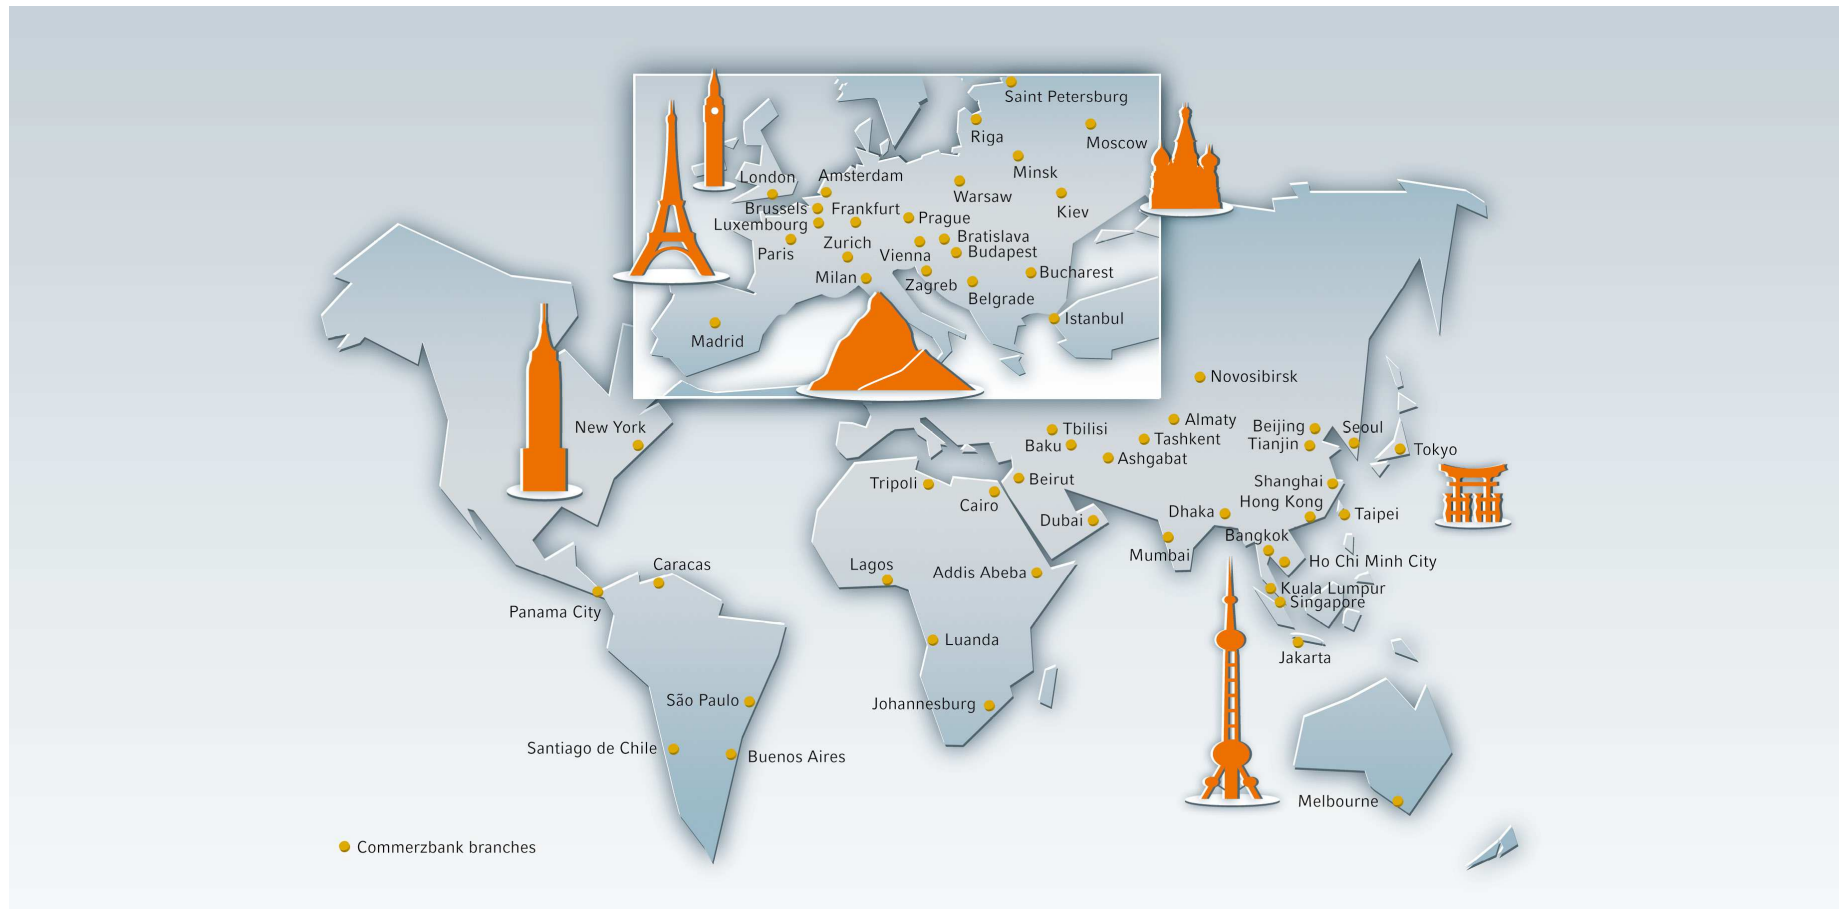 Saint Petersburg
Riga
Moscow
Minsk
London
Amsterdam
Warsaw
Kiev
Brussels
Frankfurt
Prague
Luxembourg
Bratislava
Zurich
Paris
Vienna
Budapest
Milan
Bucharest
Zagreb
Belgrade
Istanbul
Madrid
Novosibirsk
New York
Almaty
Tbilisi
Beijing
Seoul
Baku
Tashkent
Tianjin
Tokyo
Ashgabat
Tripoli
Beirut
Shanghai
Cairo
Hong Kong
Dhaka
Taipei
Dubai
Bangkok
Mumbai
Ho Chi Minh City
Caracas
Lagos
Addis Abeba
Kuala Lumpur
Singapore
Panama City
Luanda
Jakarta
São Paulo
Johannesburg
Santiago de Chile
Buenos Aires
Melbourne
Commerzbank branches